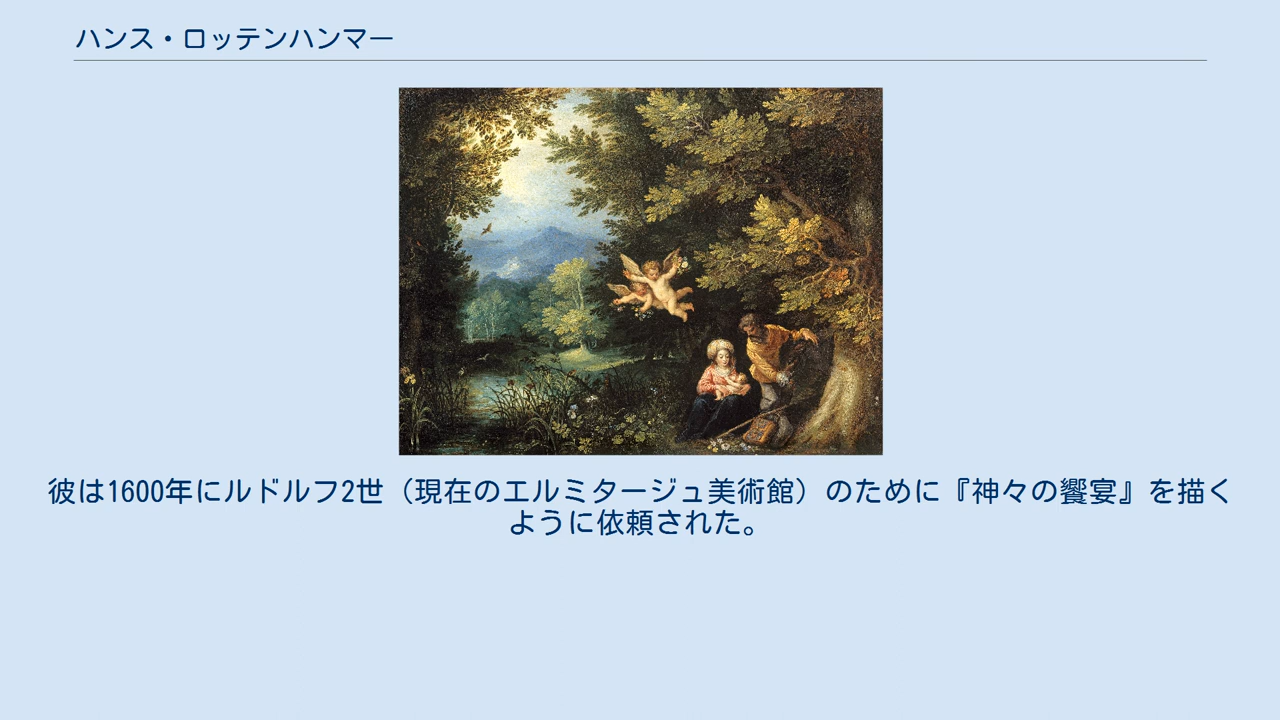 ハンス・ロッテンハンマー
彼は1600年にルドルフ2世（現在のエルミタージュ美術館）のために『神々の饗宴』を描く
ように依頼された。